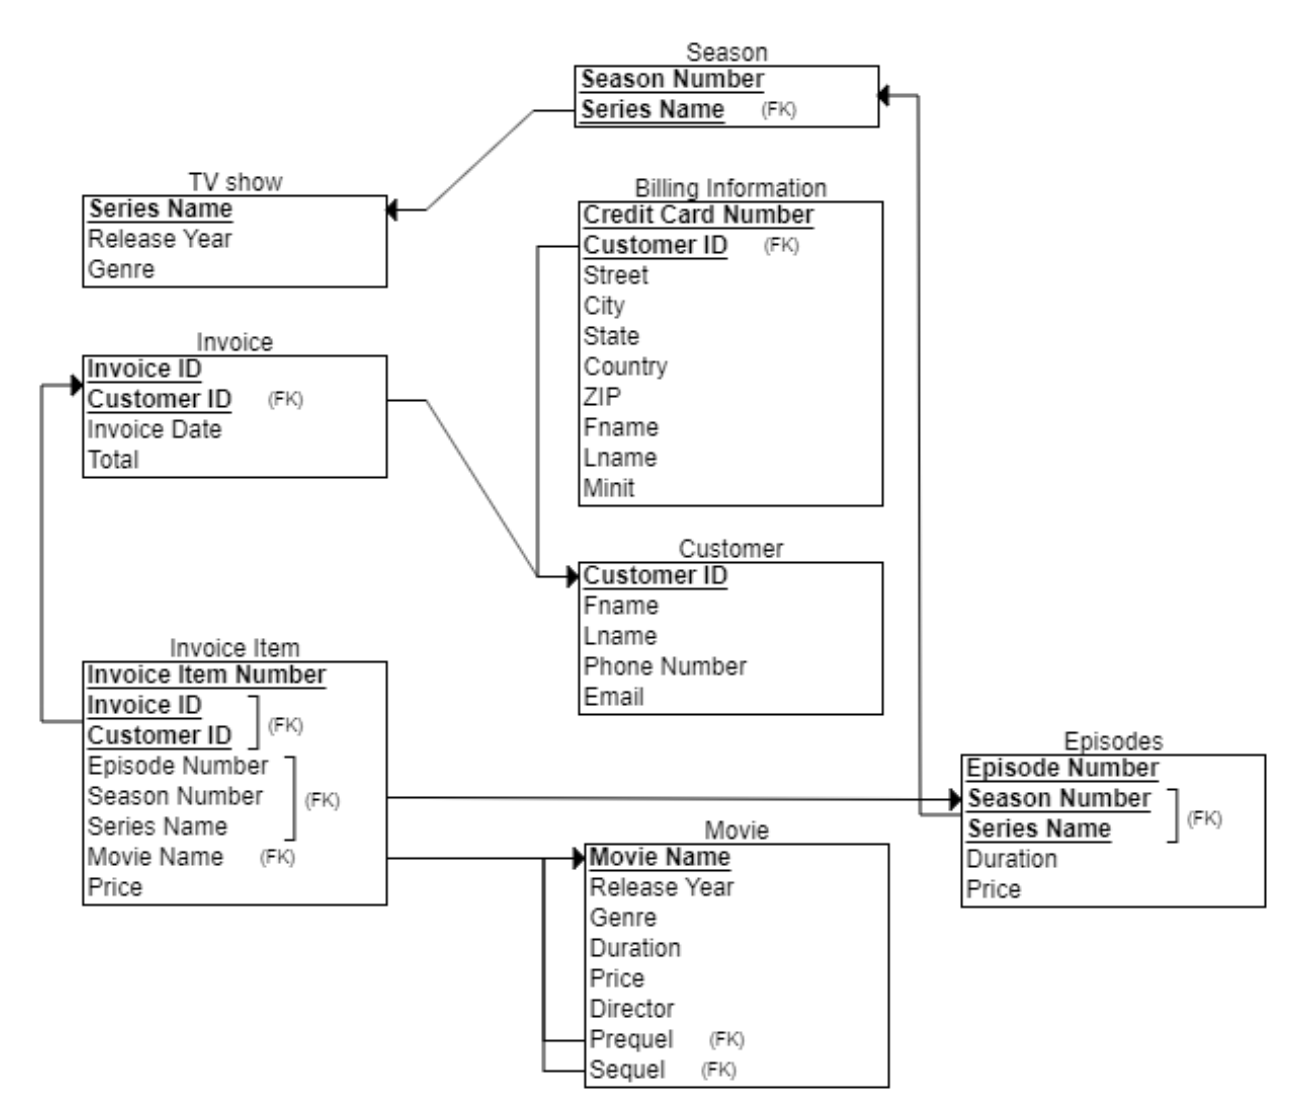 Season
Season Number
Series Name (FK)
TV show
Series Name
Release Year
Genre
Billing Information
Credit Card Number
Customer ID (FK)
Street
City
State
Country
ZIP
Fname
Lname
Minit
Invoice
Invoice ID
Customer ID (FK)
Invoice Date
Total
Customer
Customer ID
Fname
Lname
Phone Number
Email
Invoice Item
Invoice Item Number
Invoice ID
Customer ID
(FK)
Episode Number
Season Number
Series Name
(FK)
Movie Name (FK)
Price
Episodes
Episode Number
Season Number
Series Name
(FK)
Duration
Price
Movie
Movie Name
Release Year
Genre
Duration
Price
Director
Prequel (FK)
Sequel (FK)